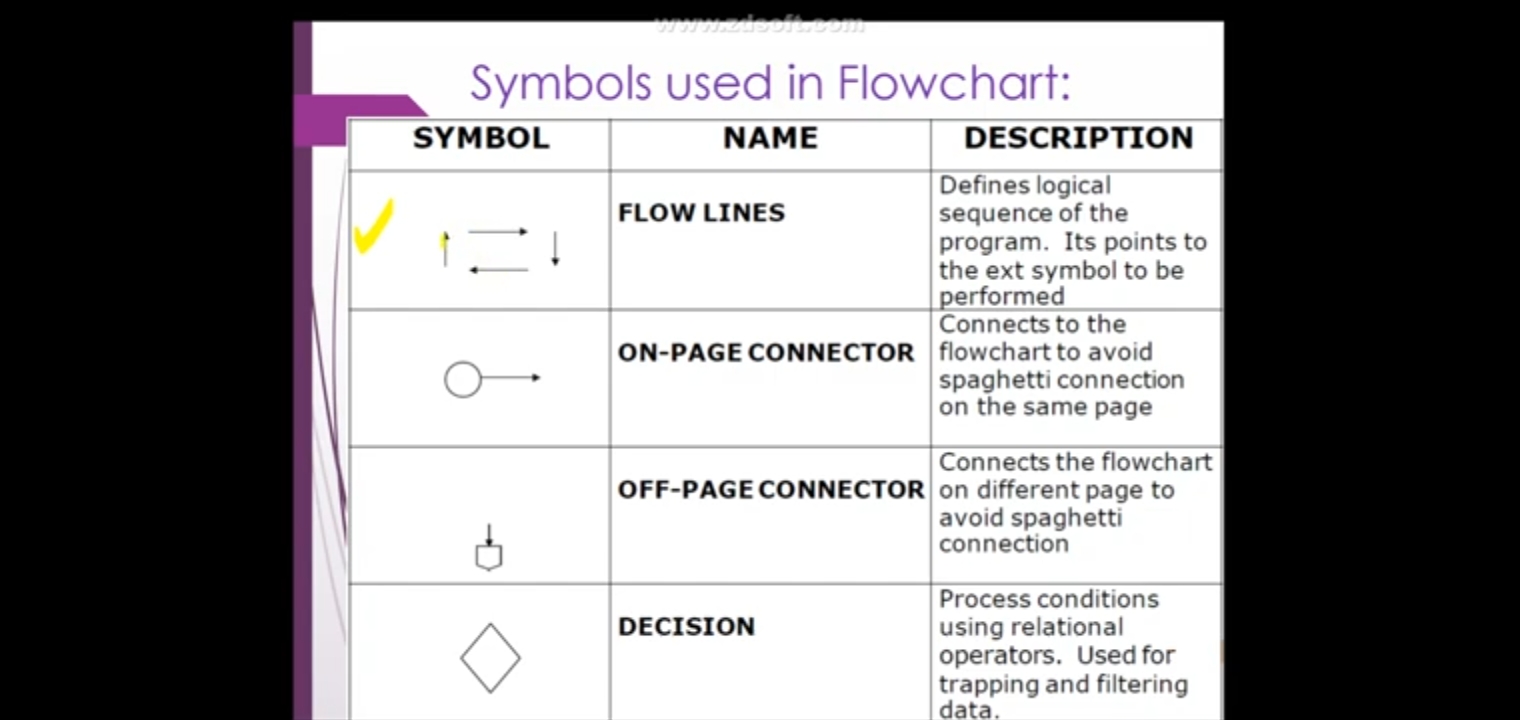 www.zdsoft.com
Symbols used in Flowchart:
SYMBOL NAME DESCRIPTION
FLOW LINES
Defines logical
sequence of the
program. Its points to
the ext symbol to be
performed
ON-PAGE CONNECTOR
Connects to the
flowchart to avoid
spaghetti connection
on the same page
OFF-PAGE CONNECTOR
Connects the flowchart
on different page to
avoid spaghetti
connection
DECISION
Process conditions
using relational
operators. Used for
trapping and filtering
data.